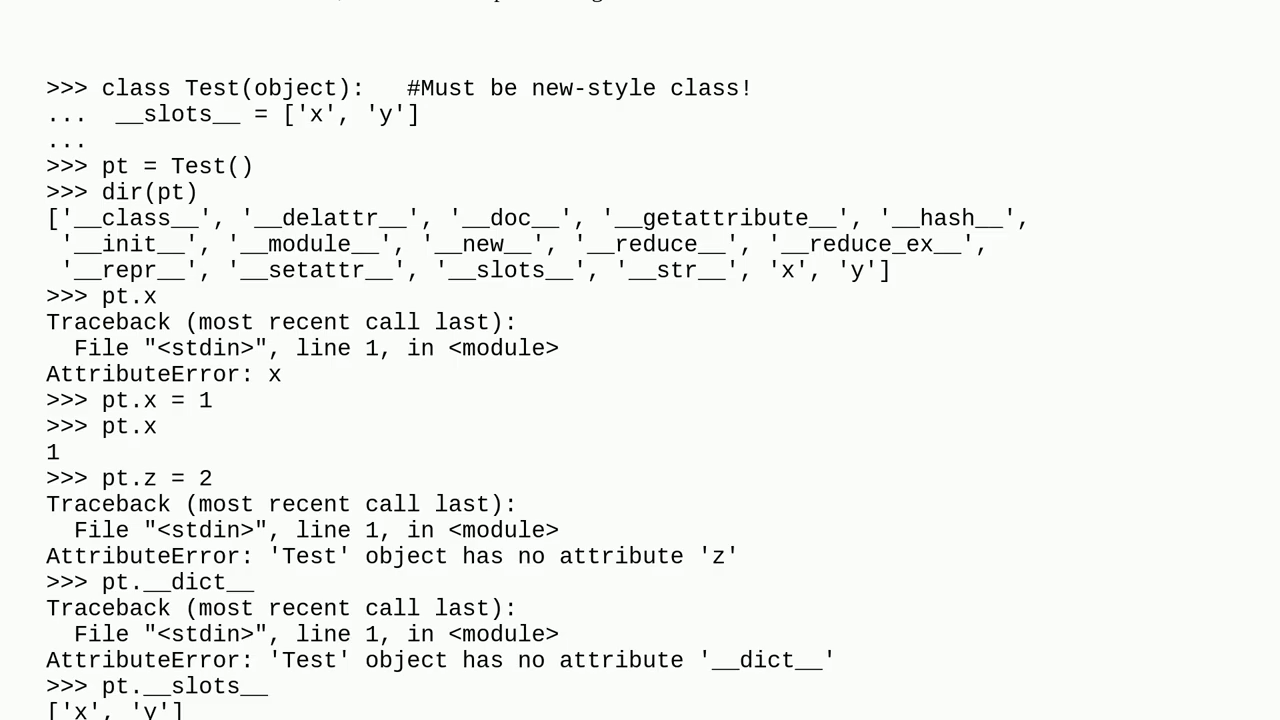 >>> class Test(object):   #Must be new-style class!
...  __slots__ = ['x', 'y']
...
>>> pt = Test()
>>> dir(pt)
['__class__', '__delattr__', '__doc__', '__getattribute__', '__hash__',
 '__init__', '__module__', '__new__', '__reduce__', '__reduce_ex__',
 '__repr__', '__setattr__', '__slots__', '__str__', 'x', 'y']
>>> pt.x
Traceback (most recent call last):
  File "<stdin>", line 1, in <module>
AttributeError: x
>>> pt.x = 1
>>> pt.x
1
>>> pt.z = 2
Traceback (most recent call last):
  File "<stdin>", line 1, in <module>
AttributeError: 'Test' object has no attribute 'z'
>>> pt.__dict__
Traceback (most recent call last):
  File "<stdin>", line 1, in <module>
AttributeError: 'Test' object has no attribute '__dict__'
>>> pt.__slots__
['x', 'y']